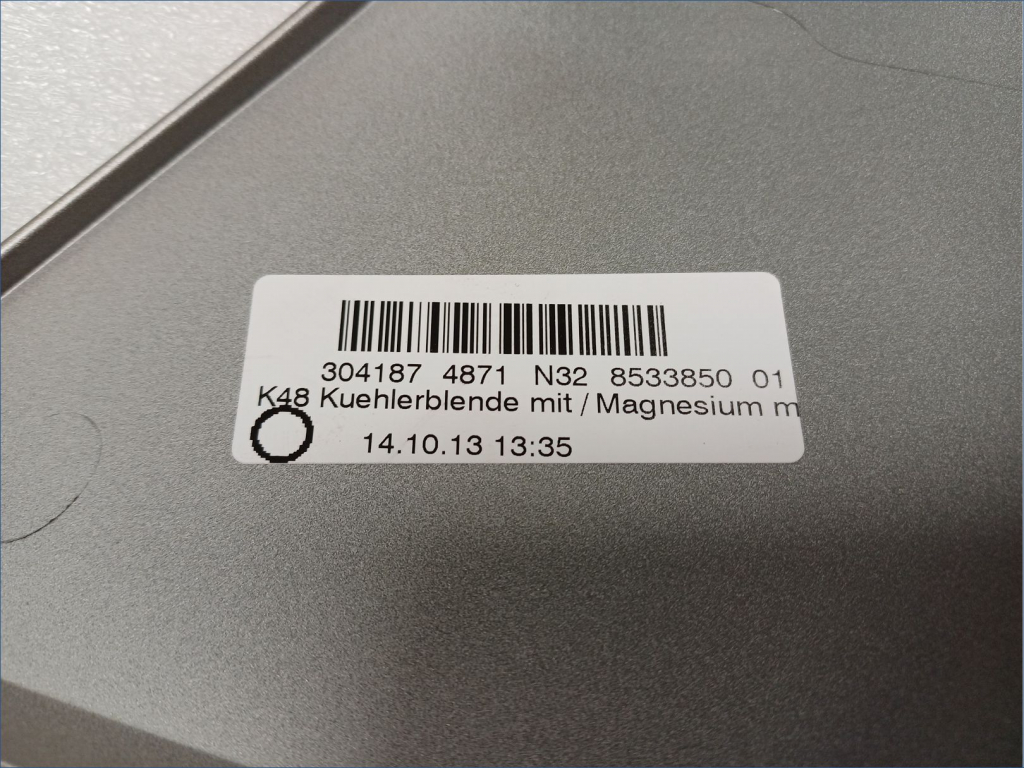 304187 4871 N32 8533850 01
K48 Kuehlerblende mit / Magnesium m
14.10.13 13:35